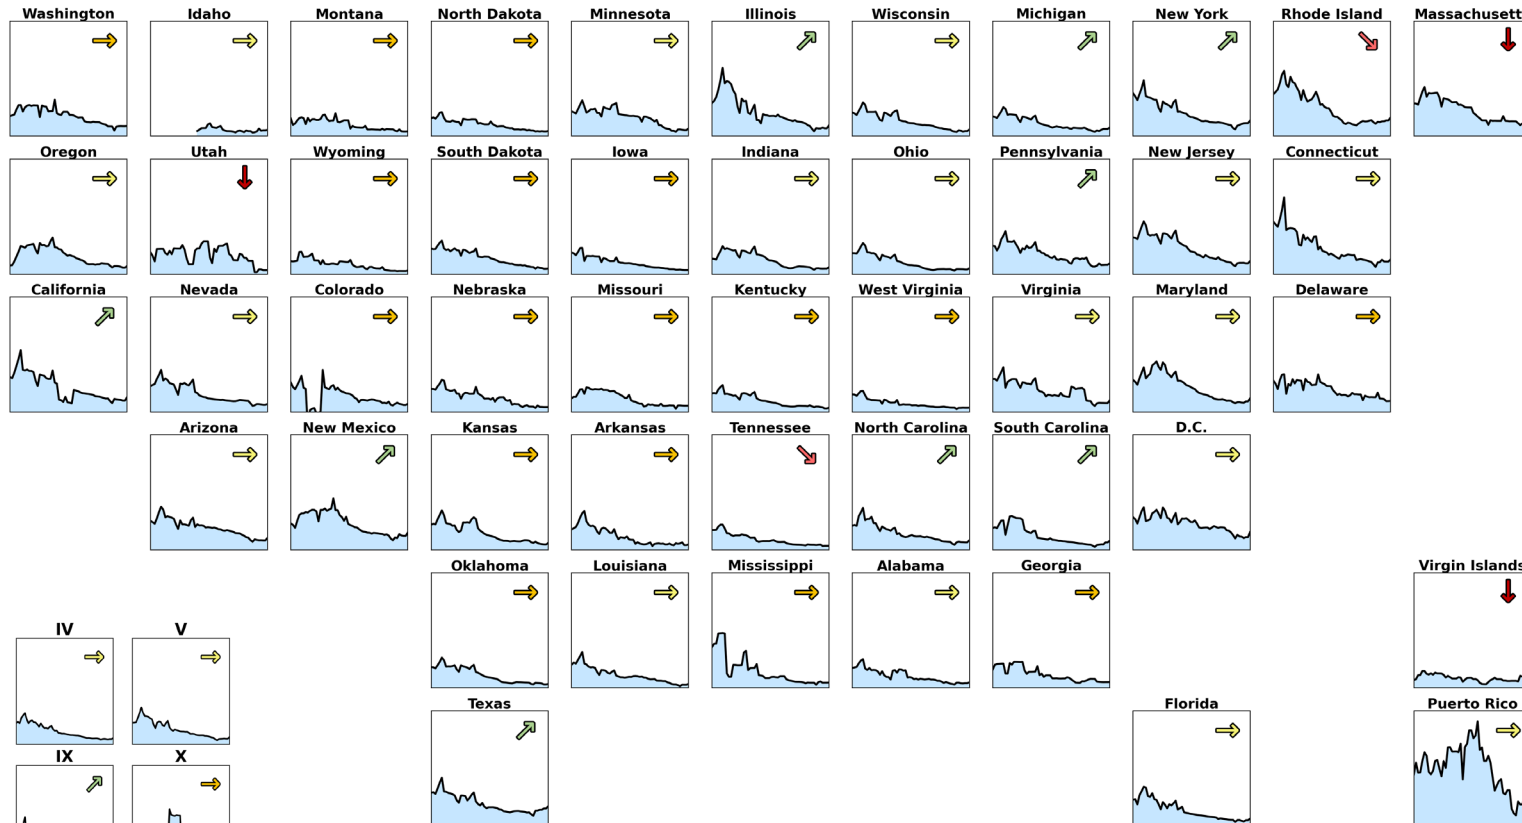 Washington Idaho Montana North Dakota Minnesota Illinois Wisconsin Michigan New York Rhode Island Massachusett
Oregon Utah Wyoming South Dakota Iowa Indiana Ohio Pennsylvania New Jersey Connecticut
California Nevada Colorado Nebraska Missouri Kentucky West Virginia Virginia Maryland Delaware
Arizona New Mexico Kansas Arkansas Tennessee North Carolina South Carolina D.C.
Oklahoma Louisiana Mississippi Alabama Georgia Virgin Islands
IV V
Texas Florida Puerto Rico
IX X